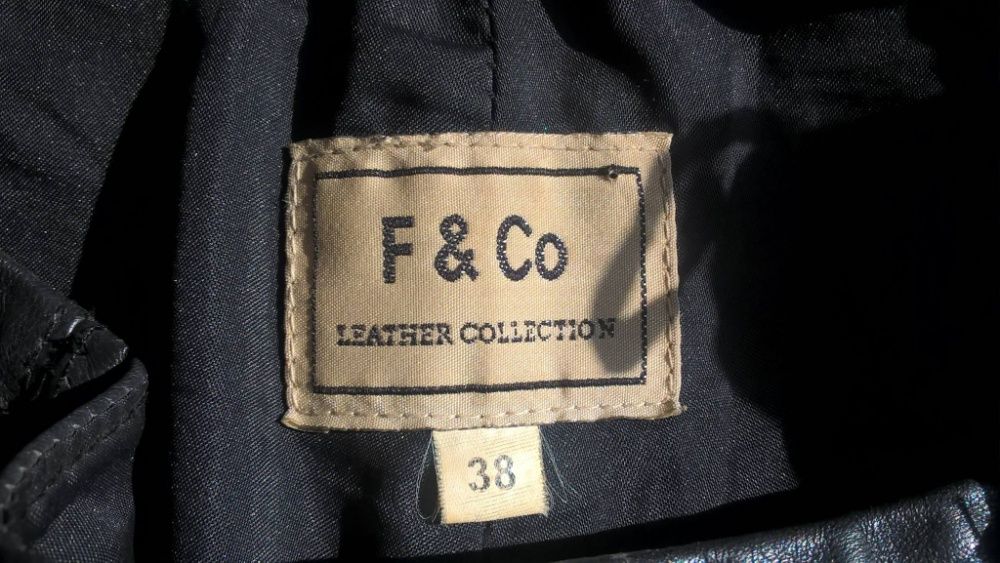 F & Co
LEATHER COLLECTION
38